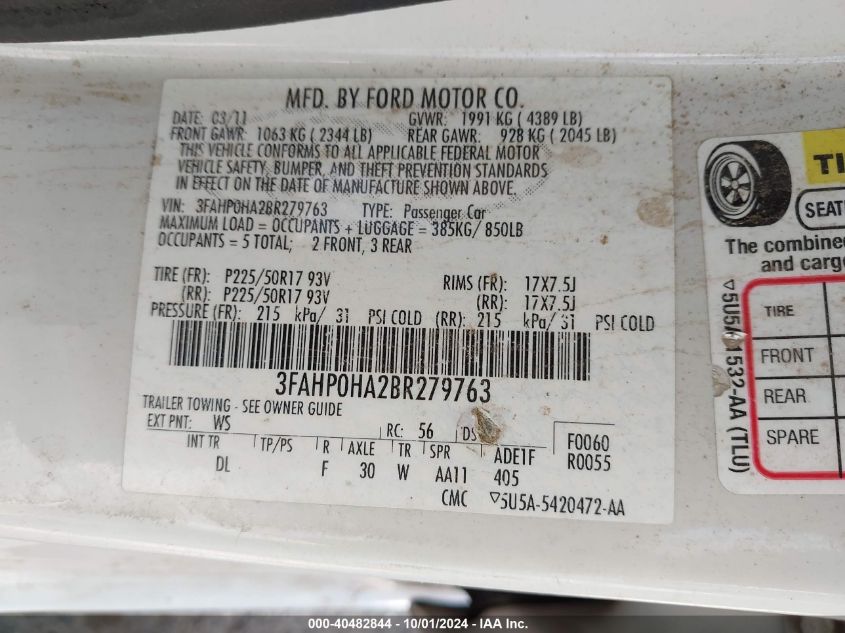 MFD. BY FORD MOTOR CO.
DATE: 03/11 GVWR: 1991 KG ( 4389 LB)
FRONT GAWR: 1063 KG ( 2344 LB) REAR GAWR: 928 KG ( 2045 LB)
THIS VEHICLE CONFORMS TO ALL APPLICABLE FEDERAL MOTOR
VEHICLE SAFETY, BUMPER, AND THEFT PREVENTION STANDARDS
IN EFFECT ON THE DATE OF MANUFACTURE SHOWN ABOVE.
VIN: 3FAHP0HA2BR279763 TYPE: Passenger Car
MAXIMUM LOAD = OCCUPANTS + LUGGAGE = 385KG/ 850LB
OCCUPANTS = 5 TOTAL; 2 FRONT, 3 REAR
TIRE (FR): P225/50R17 93V RIMS (FR): 17X7.5J
(RR): P225/50R17 93V (RR): 17X7.5J
PRESSURE (FR): 215 kPa/ 31 PSI COLD (RR): 215 kPa/ 31 PSI COLD
3FAHP0HA2BR279763
TRAILER TOWING - SEE OWNER GUIDE
EXT PNT: WS RC: 56 DS F0060
INT TR TP/PS R AXLE TR SPR ADE1F R0055
DL F 30 W AA11 405
CMC ▽5U5A-5420472-AA
TI
SEAT
The combined
and cargo
TIRE
FRONT
REAR
SPARE
000-40482844 - 10/01/2024 - IAA Inc.